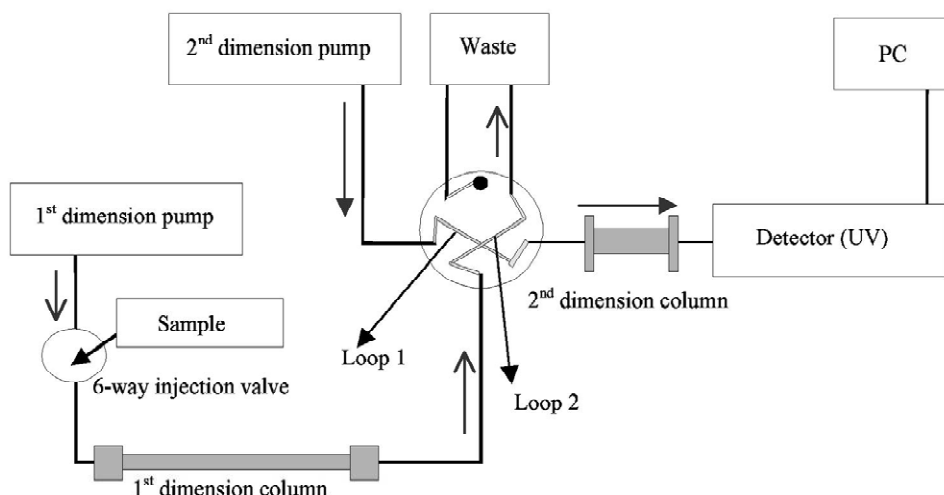 2nd dimension pump
Waste
PC
1st dimension pump
Detector (UV)
Sample
2nd dimension column
Loop 1
6-way injection valve
Loop 2
1st dimension column